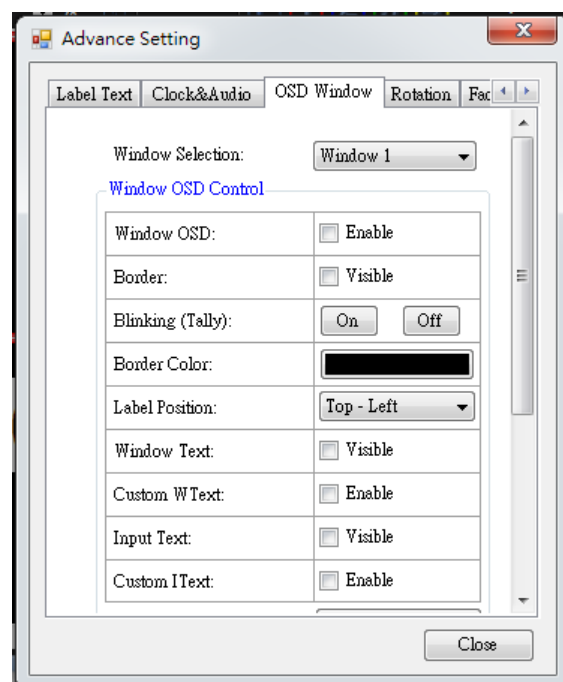 Advance Setting
Label Text Clock&Audio OSD Window Rotation Fac
Window Selection: Window 1
Window OSD Control
Window OSD: Enable
Border: Visible
Blinking (Tally): On Off
Border Color:
Label Position: Top - Left
Window Text: Visible
Custom WText: Enable
Input Text: Visible
Custom IText: Enable
Close